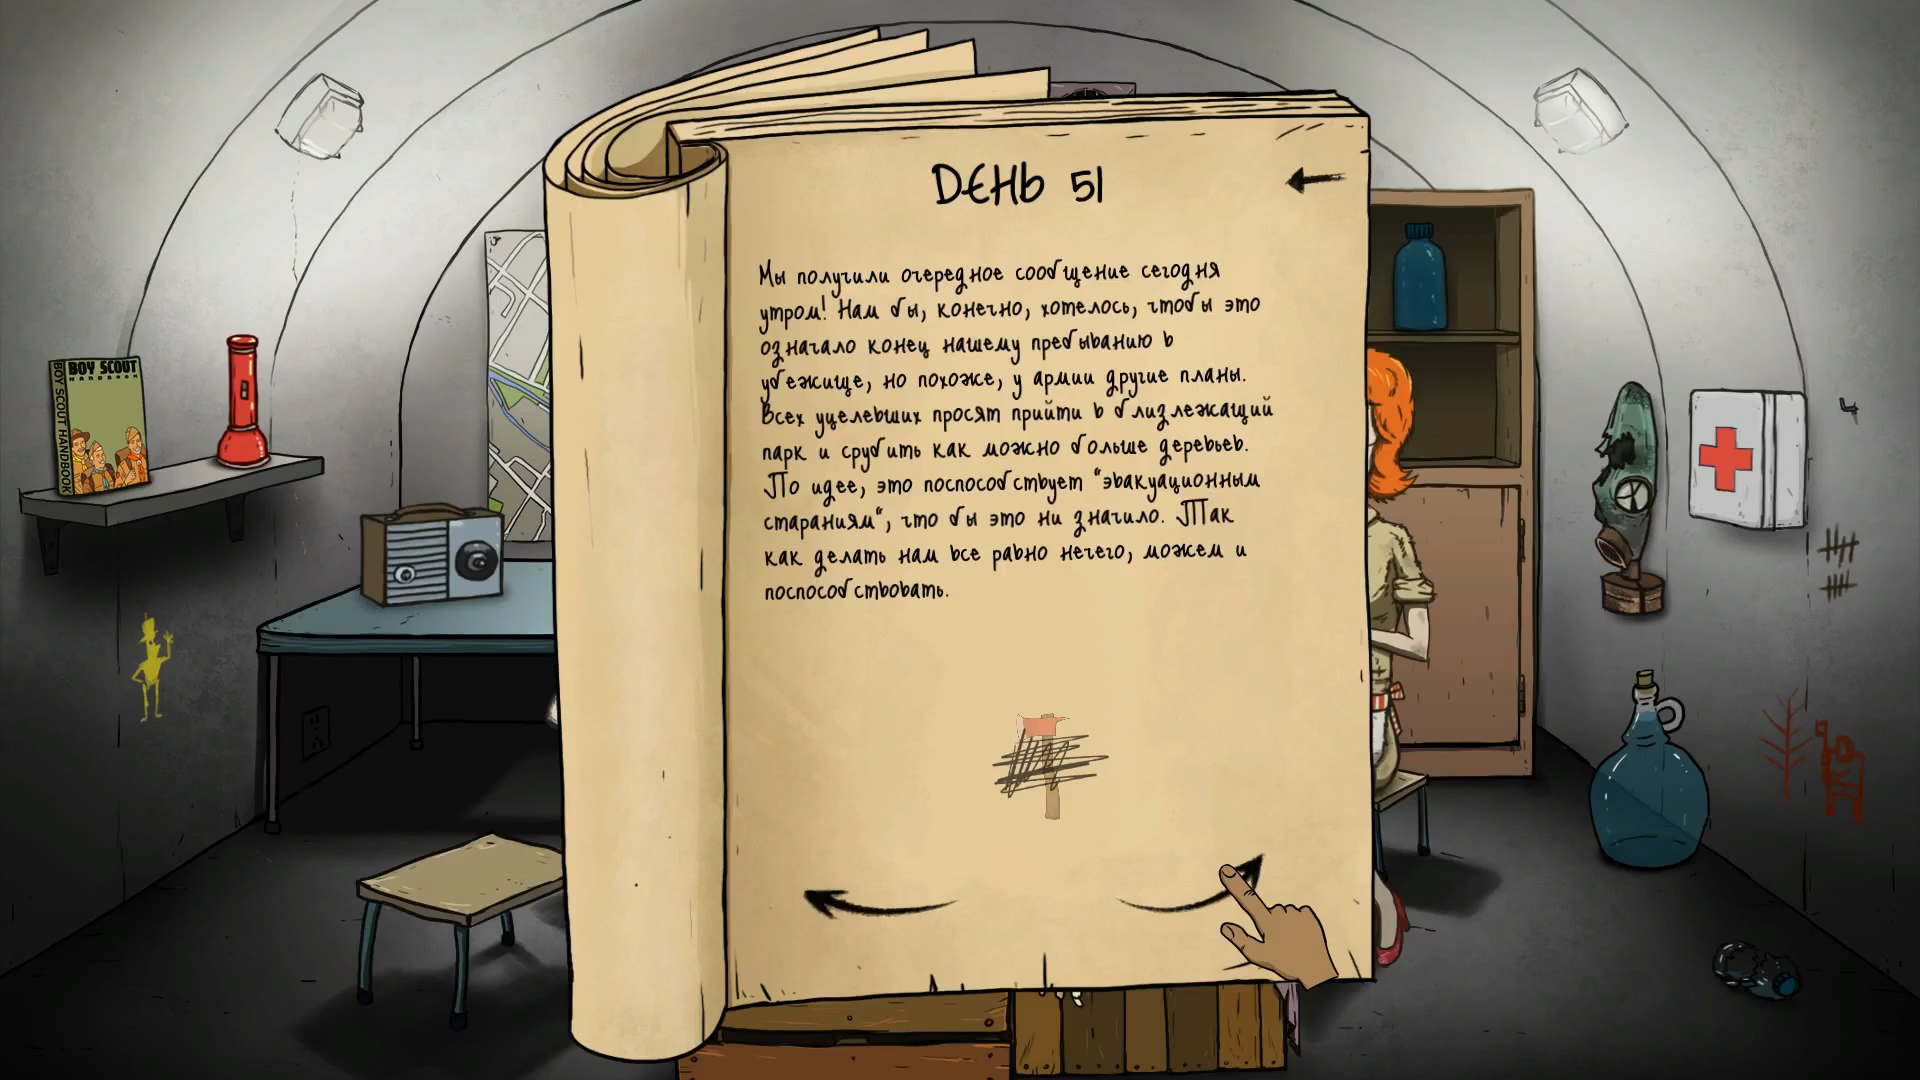 ДЕНЬ 51
Мы получили очередное сообщение сегодня
утром! Нам бы, конечно, хотелось, чтобы это
означало конец нашему пребыванию в
убежище, но похоже, у армии другие планы.
Всех уцелевших просят прийти в близлежащий
парк и срубить как можно больше деревьев.
По идее, это поспособствует "эвакуационным
стараниям", что бы это ни значило. Так
как делать нам все равно нечего, можем и
поспособствовать.
BOY SCOUT
HANDBOOK
BOY SCOUT HANDBOOK